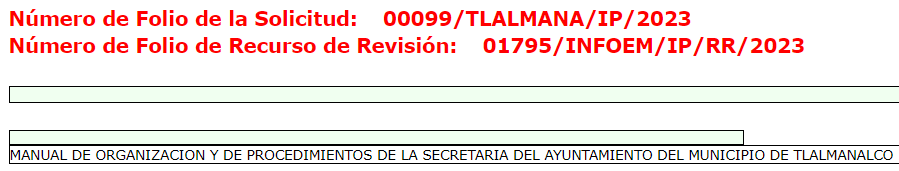 Número de Folio de la Solicitud: 00099/TLALMANA/IP/2023
Número de Folio de Recurso de Revisión: 01795/INFOEM/IP/RR/2023
MANUAL DE ORGANIZACION Y DE PROCEDIMIENTOS DE LA SECRETARIA DEL AYUNTAMIENTO DEL MUNICIPIO DE TLALMANALCO